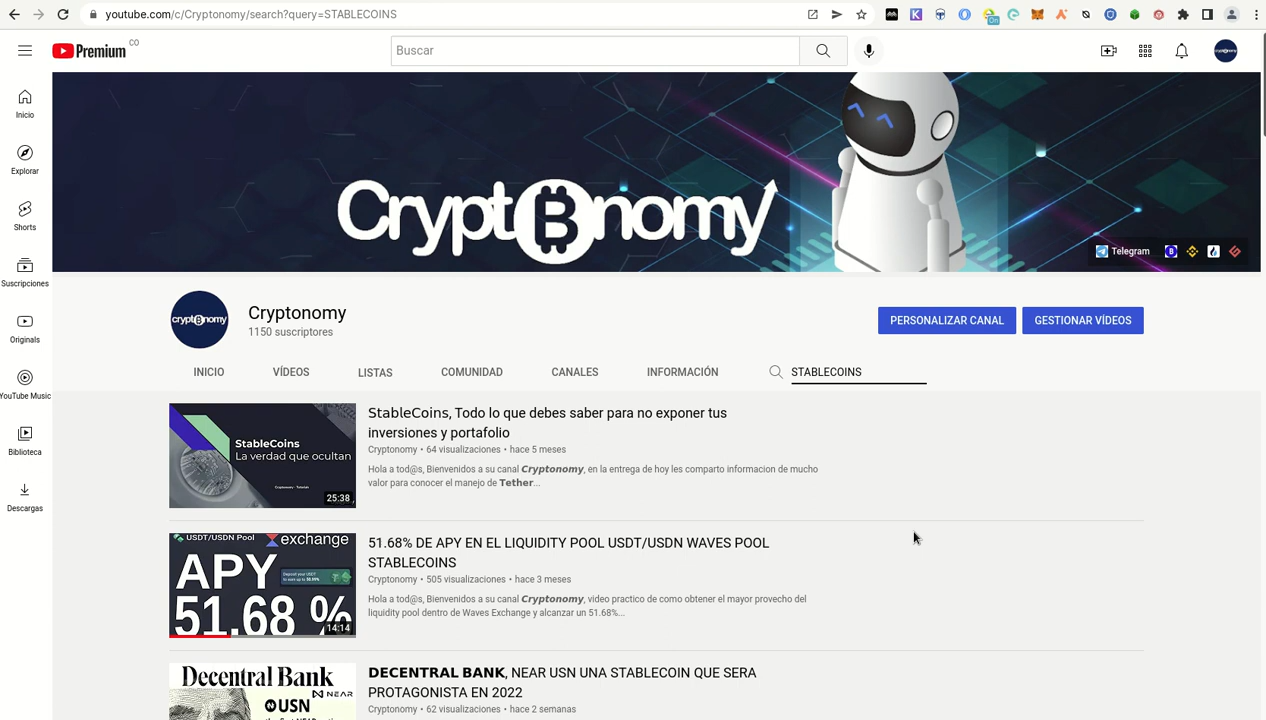 youtube.com/c/Cryptonomy/search?query=STABLECOINS
On
Premium
CO
Buscar
cryptonomy
Inicio
Explorar
Shorts
Suscripciones
Originals
YouTube Music
Biblioteca
Descargas
Cryptonomy
Telegram
cryptonomy
Cryptonomy
1150 suscriptores
PERSONALIZAR CANAL
GESTIONAR VÍDEOS
INICIO
VÍDEOS
LISTAS
COMUNIDAD
CANALES
INFORMACIÓN
STABLECOINS
StableCoins
La verdad que ocultan
25:38
StableCoins, Todo lo que debes saber para no exponer tus
inversiones y portafolio
Cryptonomy • 64 visualizaciones • hace 5 meses
Hola a tod@s, Bienvenidos a su canal Cryptonomy, en la entrega de hoy les comparto informacion de mucho
valor para conocer el manejo de Tether...
USDT/USDN Pool
exchange
APY
51.68 %
14:14
51.68% DE APY EN EL LIQUIDITY POOL USDT/USDN WAVES POOL
STABLECOINS
Cryptonomy • 505 visualizaciones • hace 3 meses
Hola a tod@s, Bienvenidos a su canal Cryptonomy, video practico de como obtener el mayor provecho del
liquidity pool dentro de Waves Exchange y alcanzar un 51.68%...
Decentral Bank
NEAR
USN
DECENTRAL BANK, NEAR USN UNA STABLECOIN QUE SERA
PROTAGONISTA EN 2022
Cryptonomy • 62 visualizaciones • hace 2 semanas